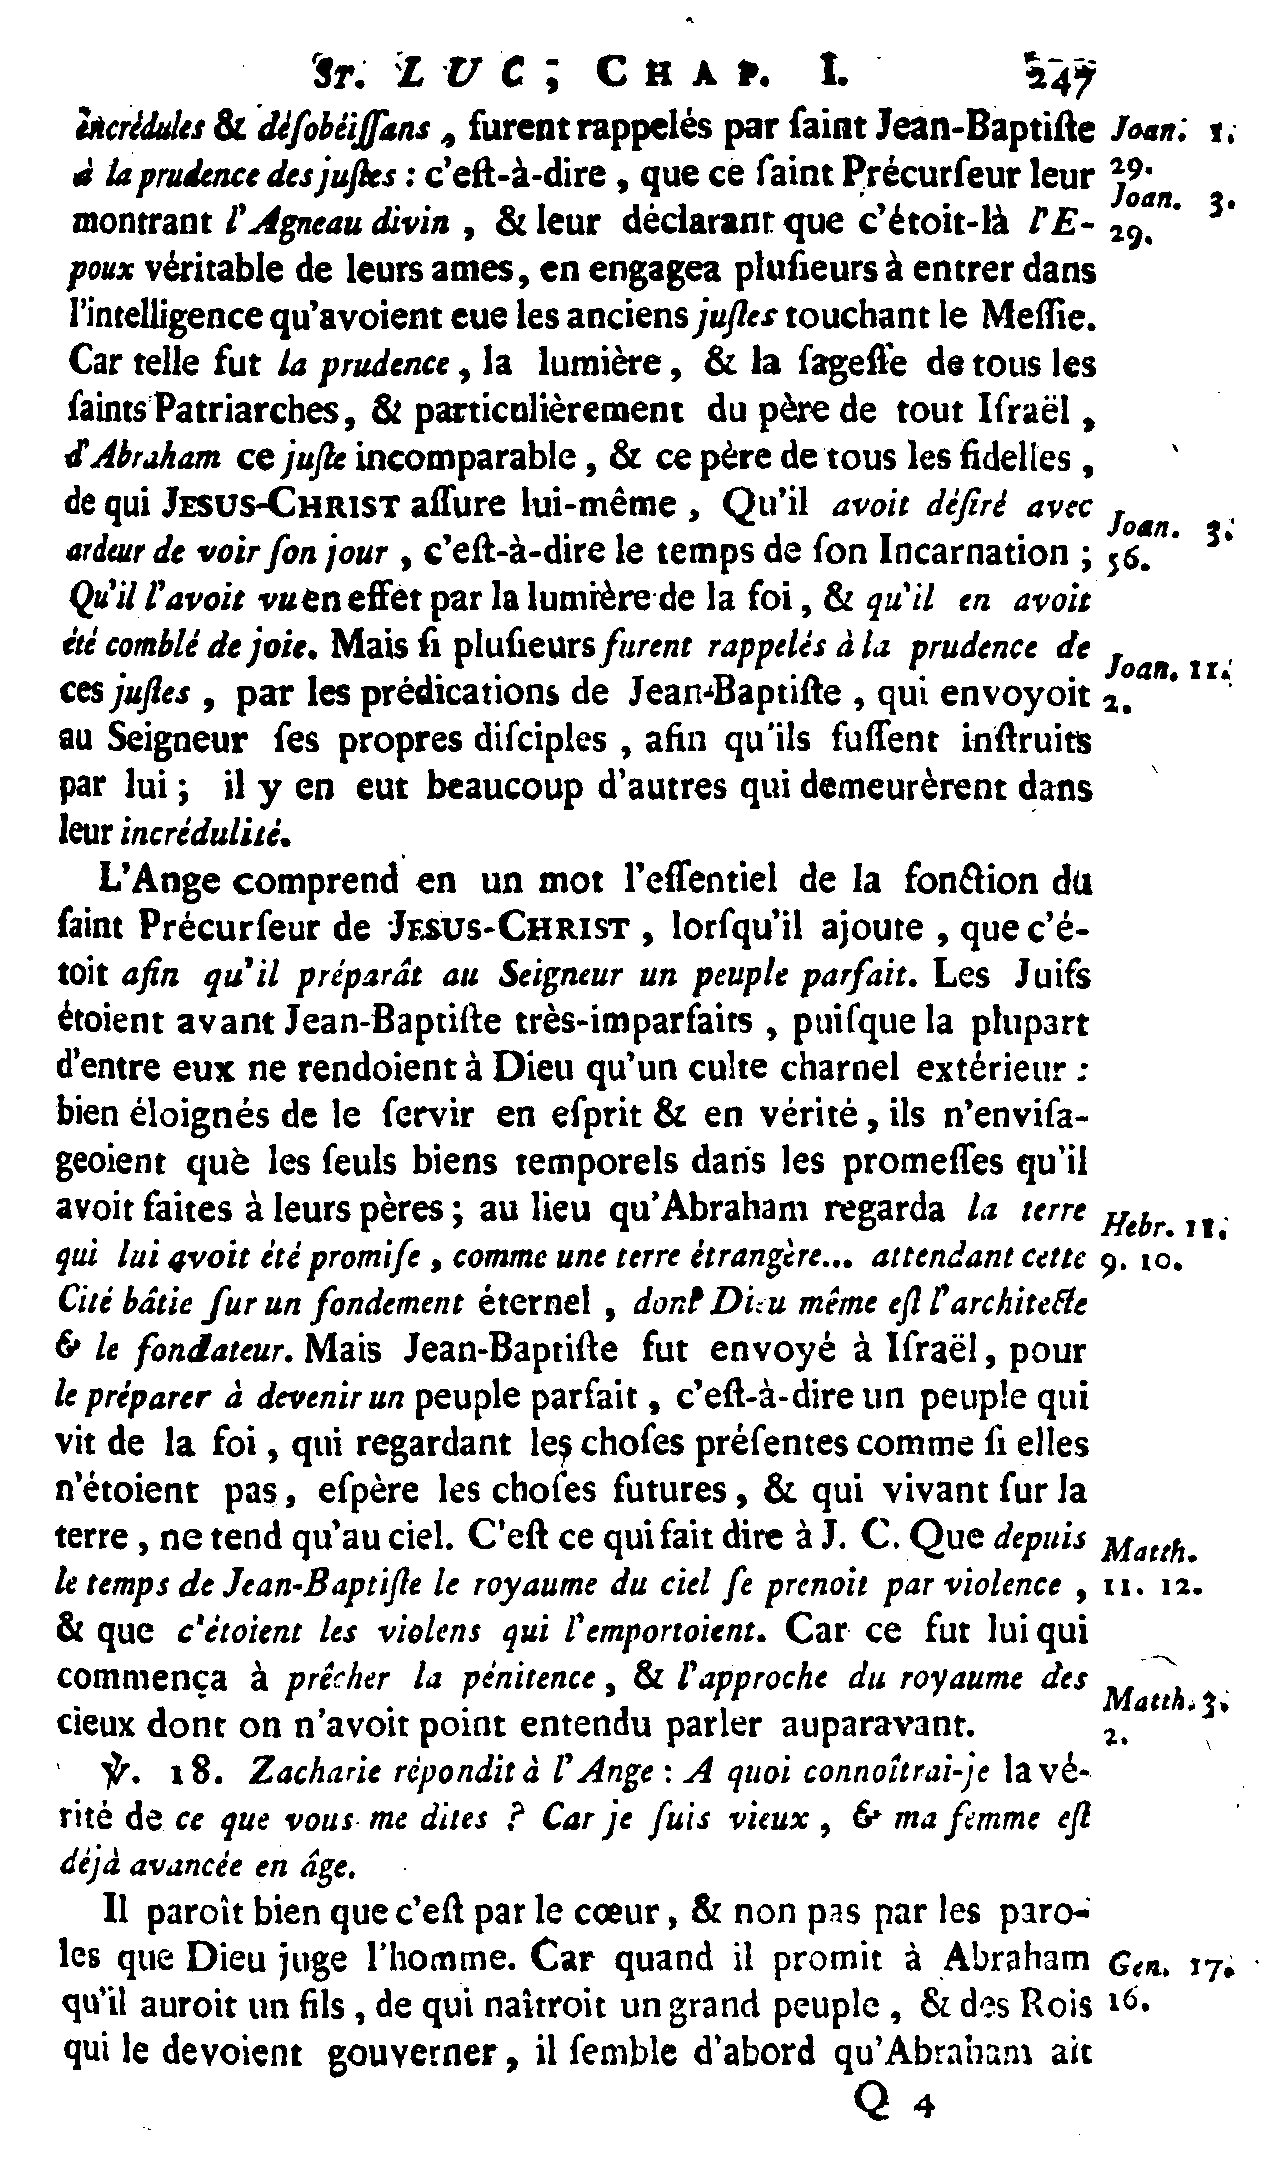 St. LUC, CHAP. I. 247
incrédules & déſobéiſſans, furent rappelés par ſaint Jean-Baptiſte Joan. 1.
à la prudence des juſtes : c'eſt-à-dire, que ce ſaint Précurſeur leur 29.
montrant l'Agneau divin, & leur déclarant que c'étoit-là l'E- Joan. 3. 29.
poux véritable de leurs ames, en engagea pluſieurs à entrer dans
l'intelligence qu'avoient eue les anciens juſtes touchant le Meſſie.
Car telle fut la prudence, la lumière, & la ſageſſe de tous les
ſaints Patriarches, & particulièrement du père de tout Iſraël,
d'Abraham ce juſte incomparable, & ce père de tous les fidelles,
de qui JESUS-CHRIST aſſure lui-même, Qu'il avoit déſiré avec
ardeur de voir ſon jour, c'eſt-à-dire le temps de ſon Incarnation ; Joan. 3. 56.
Qu'il l'avoit vu en effet par la lumière de la foi, & qu'il en avoit
été comblé de joie. Mais ſi pluſieurs furent rappelés à la prudence de
ces juſtes, par les prédications de Jean-Baptiſte, qui envoyoit Joan. 11. 2.
au Seigneur ſes propres diſciples, afin qu'ils fuſſent inſtruits
par lui ; il y en eut beaucoup d'autres qui demeurèrent dans
leur incrédulité.
L'Ange comprend en un mot l'eſſentiel de la fonction du
ſaint Précurſeur de JESUS-CHRIST, lorſqu'il ajoute, que c'é-
toit afin qu'il préparât au Seigneur un peuple parfait. Les Juifs
étoient avant Jean-Baptiſte très-imparfaits, puiſque la plupart
d'entre eux ne rendoient à Dieu qu'un culte charnel extérieur :
bien éloignés de le ſervir en eſprit & en vérité, ils n'enviſa-
geoient que les ſeuls biens temporels dans les promeſſes qu'il
avoit faites à leurs pères ; au lieu qu'Abraham regarda la terre Hebr. 11.
qui lui avoit été promiſe, comme une terre étrangère... attendant cette 9. 10.
Cité bâtie ſur un fondement éternel, dont Dieu même eſt l'architecte
& le fondateur. Mais Jean-Baptiſte fut envoyé à Iſraël, pour
le préparer à devenir un peuple parfait, c'eſt-à-dire un peuple qui
vit de la foi, qui regardant les choſes préſentes comme ſi elles
n'étoient pas, eſpère les choſes futures, & qui vivant ſur la
terre, ne tend qu'au ciel. C'eſt ce qui fait dire à J. C. Que depuis Matth.
le temps de Jean-Baptiſte le royaume du ciel ſe prenoit par violence, 11. 12.
& que c'étoient les violens qui l'emportoient. Car ce fut lui qui
commença à prêcher la pénitence, & l'approche du royaume des Matth. 3.
cieux dont on n'avoit point entendu parler auparavant. 2.
℣. 18. Zacharie répondit à l'Ange : A quoi connoîtrai-je la vé-
rité de ce que vous me dites ? Car je ſuis vieux, & ma femme eſt
déjà avancée en âge.
Il paroît bien que c'eſt par le cœur, & non pas par les paro-
les que Dieu juge l'homme. Car quand il promit à Abraham Gen. 17.
qu'il auroit un fils, de qui naîtroit un grand peuple, & des Rois 16.
qui le devoient gouverner, il ſemble d'abord qu'Abraham ait
Q 4